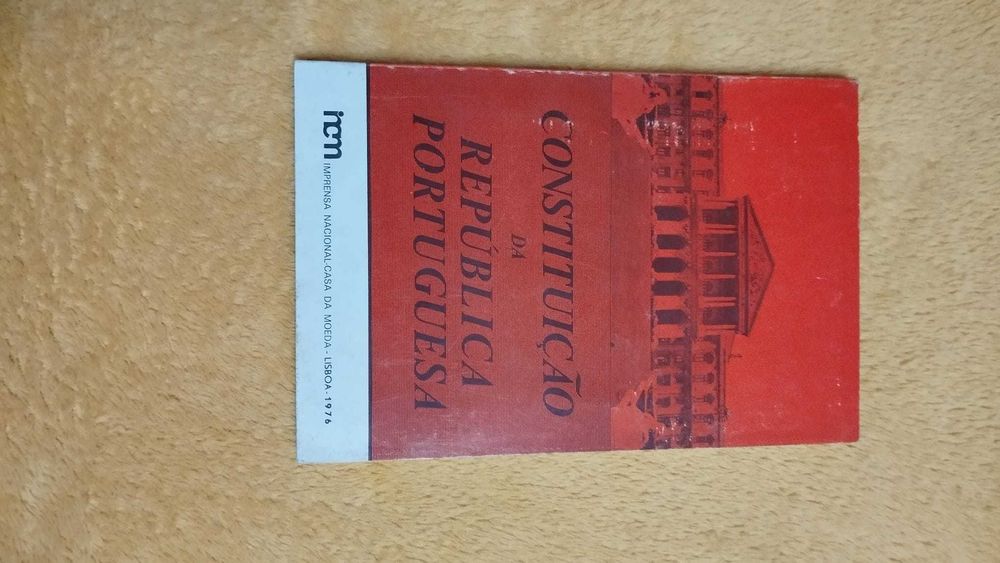 CONSTITUIÇÃO
DA
REPÚBLICA
PORTUGUESA
incm IMPRENSA NACIONAL-CASA DA MOEDA - LISBOA - 1976